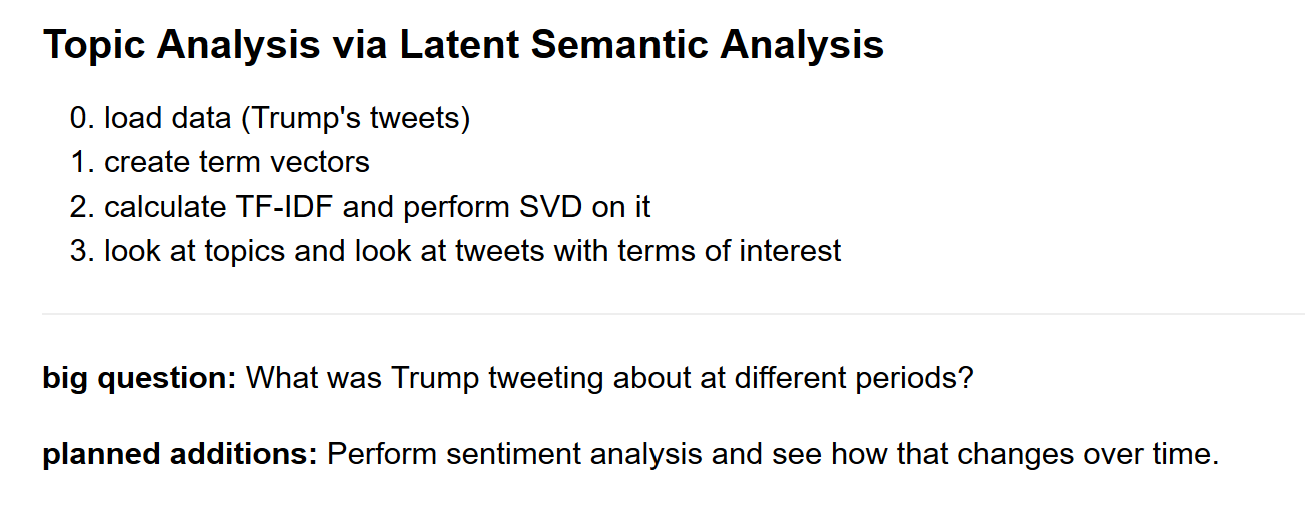 Topic Analysis via Latent Semantic Analysis
0. load data (Trump's tweets)
1. create term vectors
2. calculate TF-IDF and perform SVD on it
3. look at topics and look at tweets with terms of interest
big question: What was Trump tweeting about at different periods?
planned additions: Perform sentiment analysis and see how that changes over time.